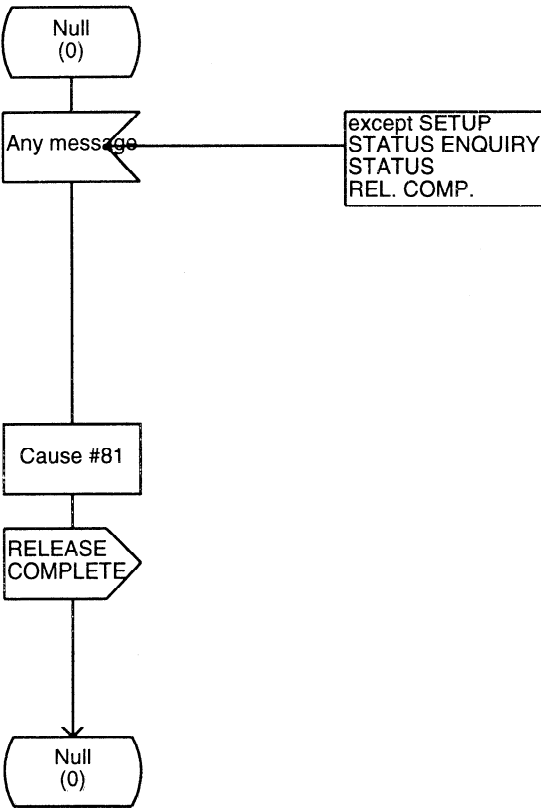 Null
(0)
Any message
except SETUP
STATUS ENQUIRY
STATUS
REL. COMP.
Cause #81
RELEASE
COMPLETE
Null
(0)